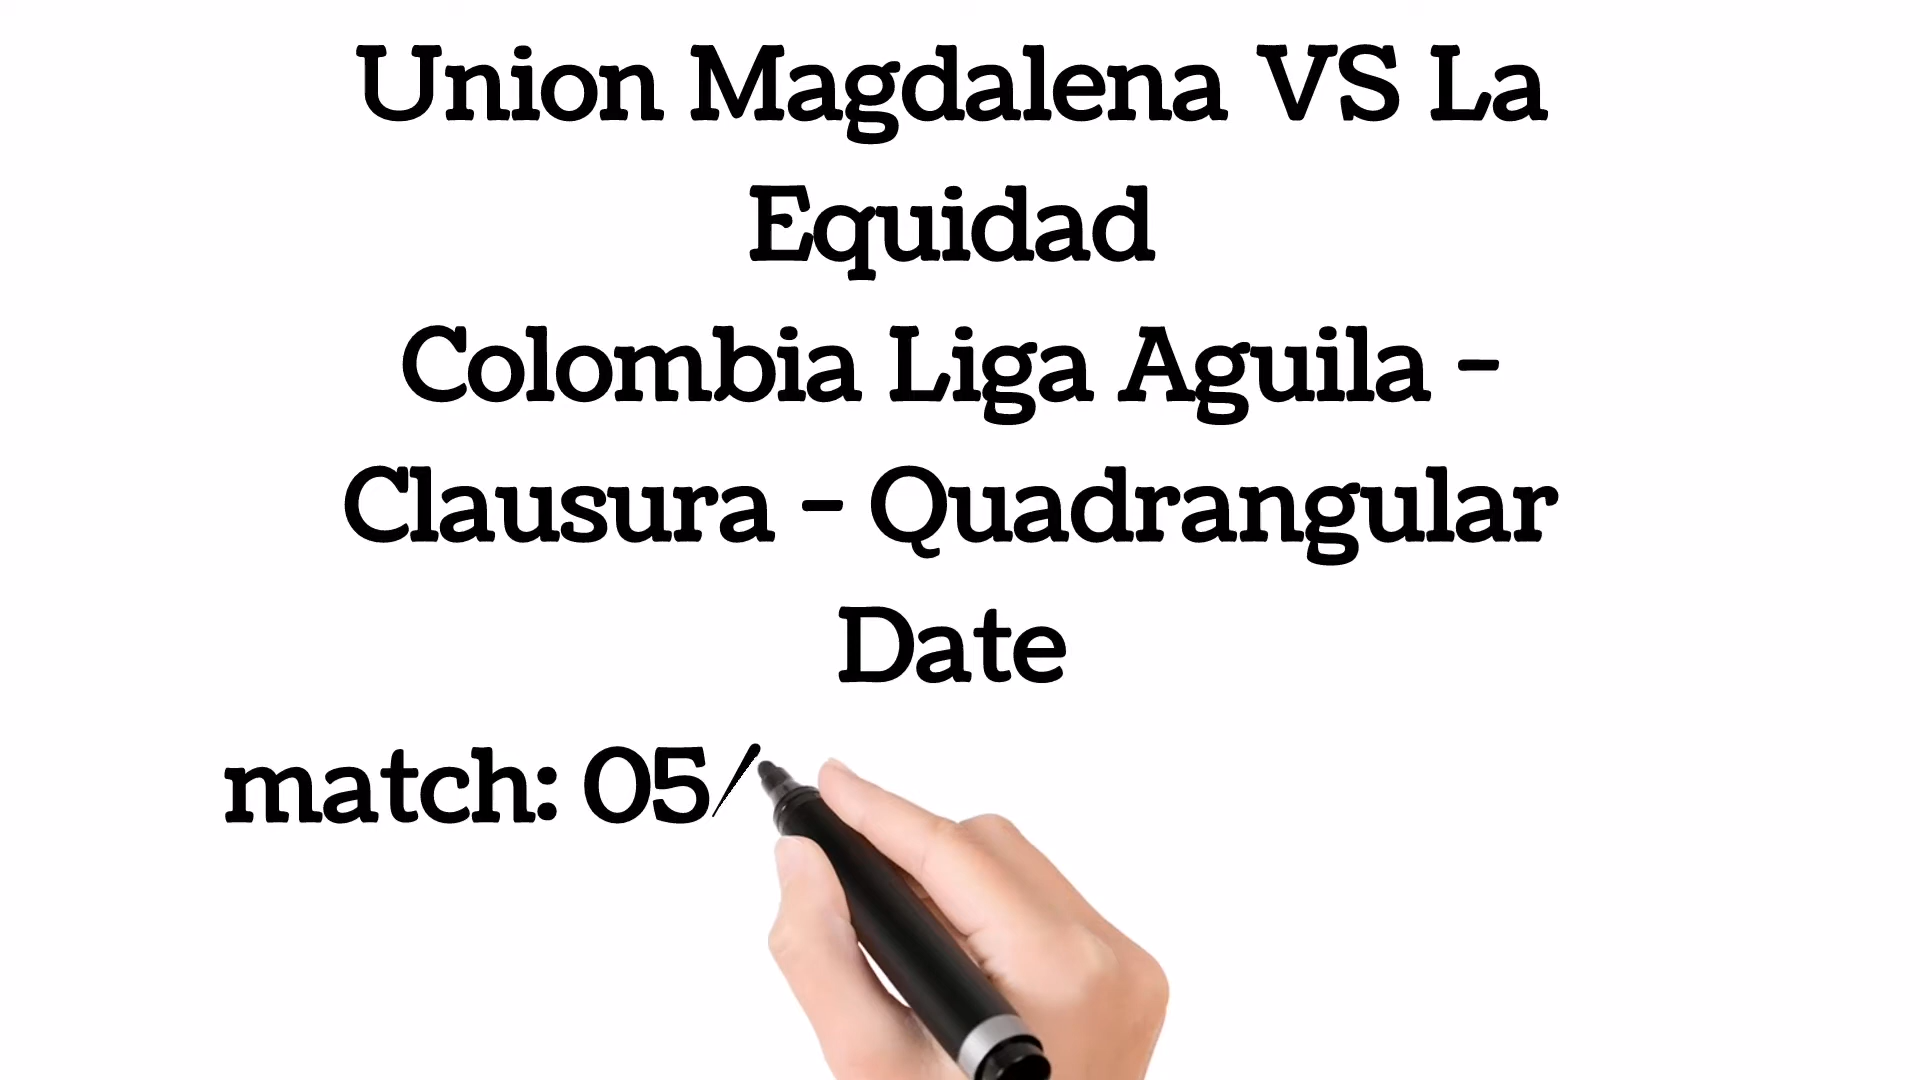 Union Magdalena VS La
Equidad
Colombia Liga Aguila -
Clausura - Quadrangular
Date
match: 05/